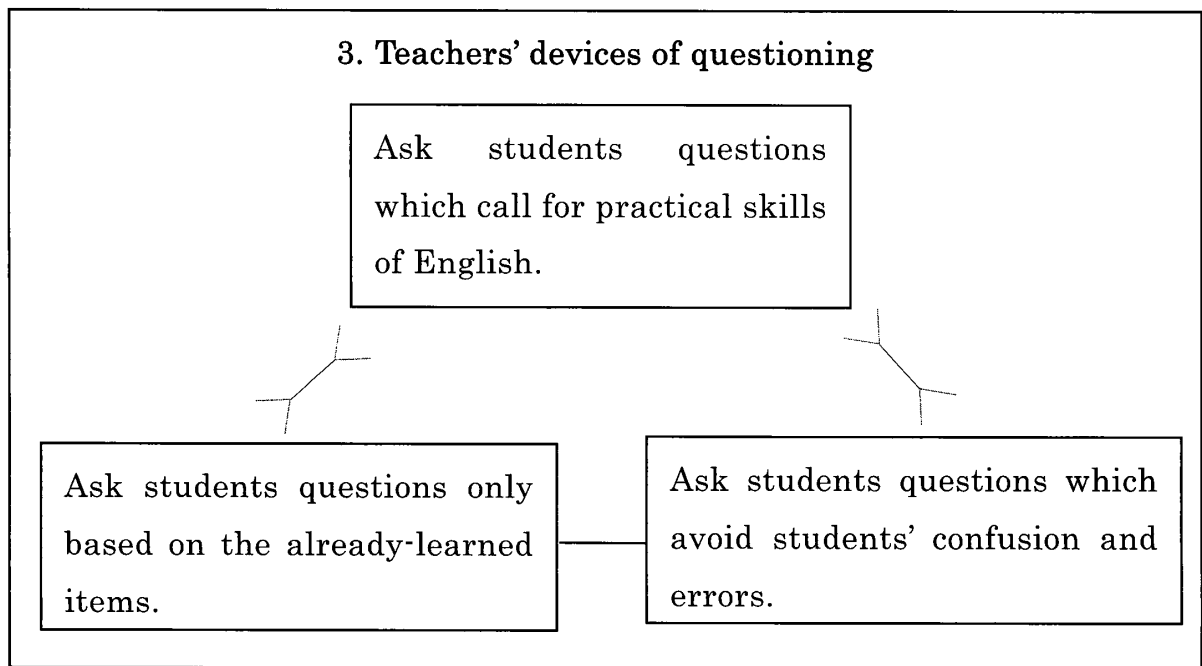 3. Teachers' devices of questioning
Ask students questions
which call for practical skills
of English.
Ask students questions only
based on the already-learned
items.
Ask students questions which
avoid students' confusion and
errors.